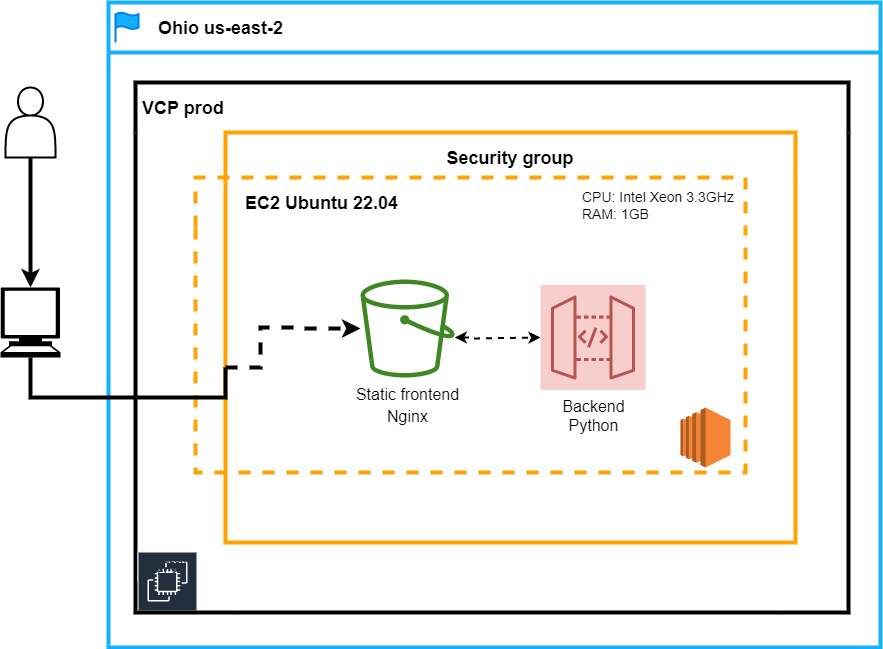 Ohio us-east-2
VCP prod
Security group
EC2 Ubuntu 22.04
CPU: Intel Xeon 3.3GHz
RAM: 1GB
</>
Static frontend
Nginx
Backend
Python